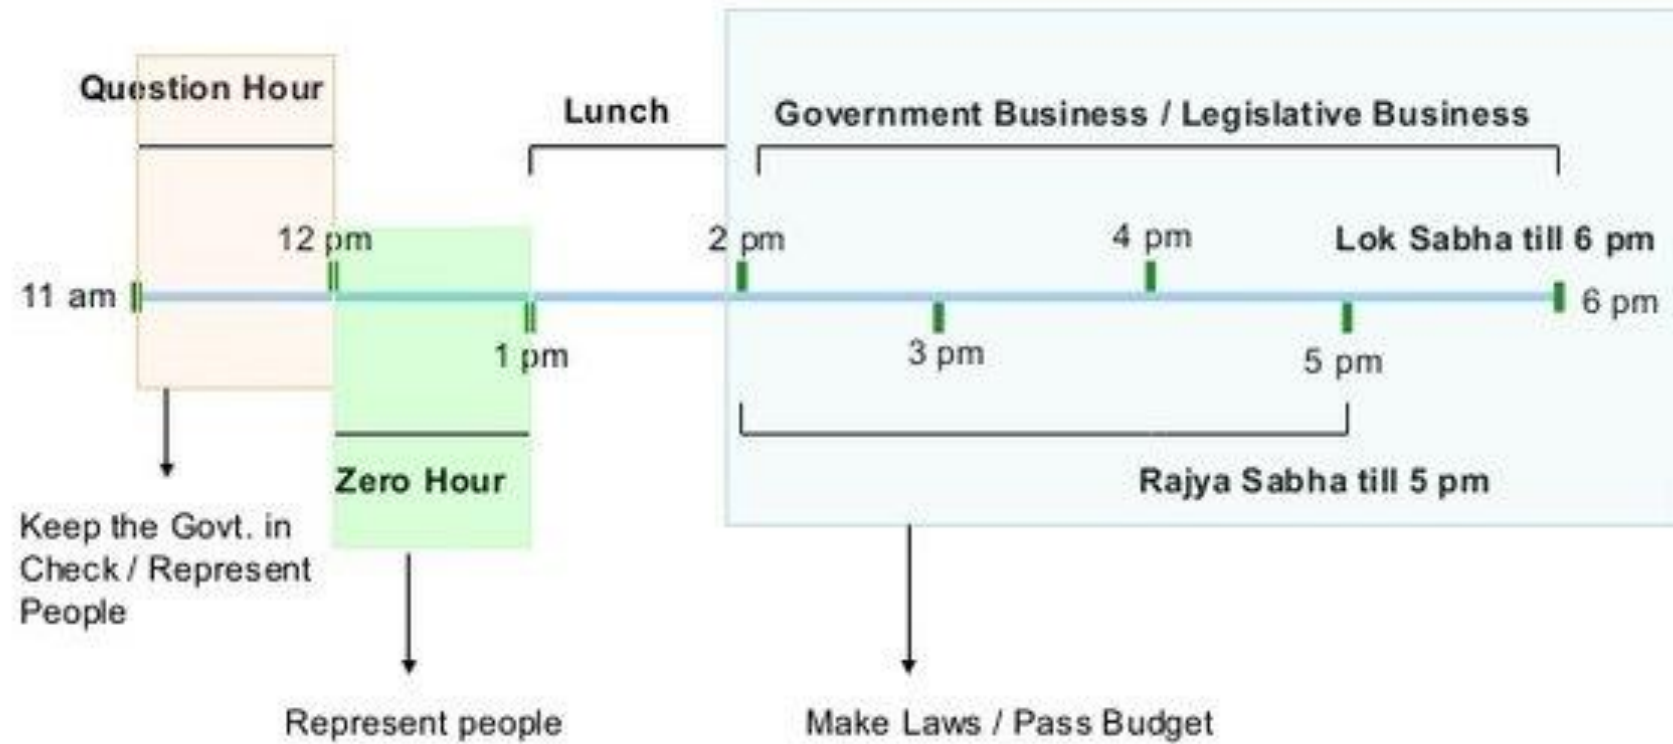 Question Hour
Lunch
Government Business / Legislative Business
12 pm
2 pm
4 pm
Lok Sabha till 6 pm
11 am
6 pm
1 pm
3 pm
5 pm
Zero Hour
Rajya Sabha till 5 pm
Keep the Govt. in
Check / Represent
People
Represent people
Make Laws / Pass Budget